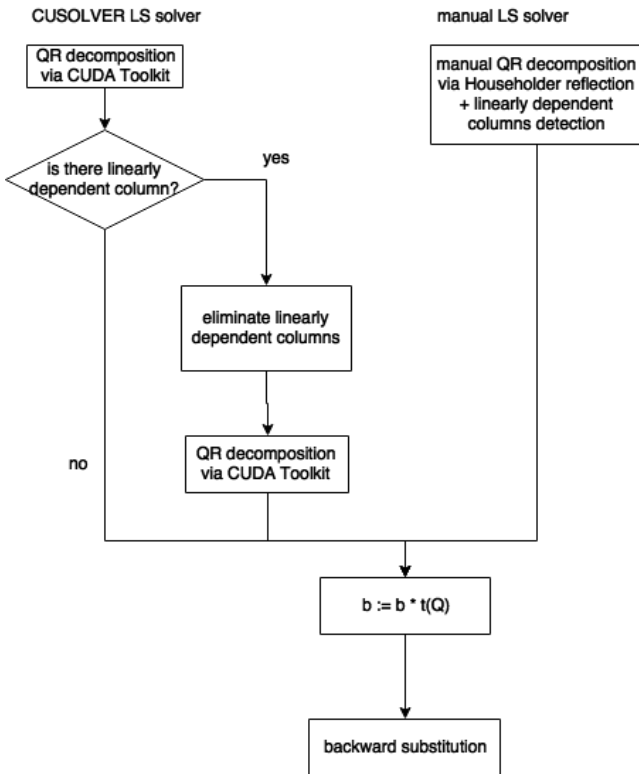 CUSOLVER LS solver
manual LS solver
QR decomposition
via CUDA Toolkit
manual QR decomposition
via Householder reflection
+ linearly dependent
columns detection
is there linearly
dependent column?
yes
eliminate linearly
dependent columns
no
QR decomposition
via CUDA Toolkit
b := b * t(Q)
backward substitution